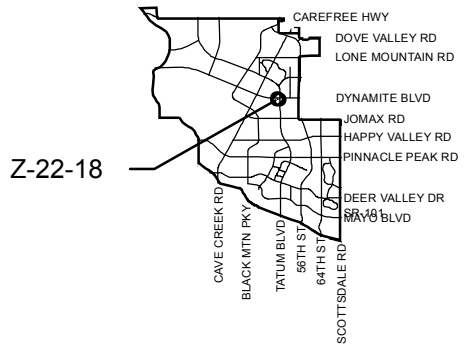 CAREFREE HWY
DOVE VALLEY RD
LONE MOUNTAIN RD
DYNAMITE BLVD
JOMAX RD
HAPPY VALLEY RD
PINNACLE PEAK RD
Z-22-18
DEER VALLEY DR
SR-101
MAYO BLVD
CAVE CREEK RD
BLACK MTN PKY
TATUM BLVD
56TH ST
64TH ST
SCOTTSDALE RD